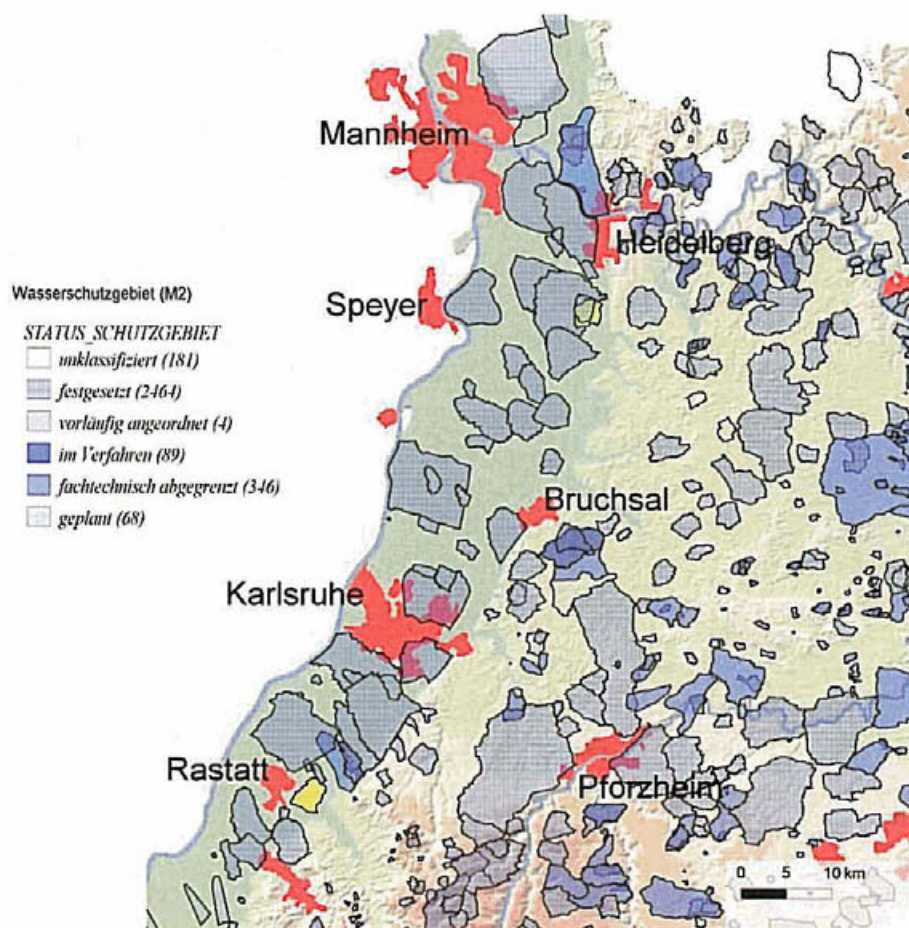 Mannheim
Heidelberg
Wasserschutzgebiet (M2)
Speyer
STATUS_SCHUTZGEBIET
unklassifiziert (181)
festgesetzt (2464)
vorläufig angeordnet (4)
im Verfahren (89)
fachtechnisch abgegrenzt (346)
geplant (68)
Bruchsal
Karlsruhe
Rastatt
Pforzheim
0 5 10 km